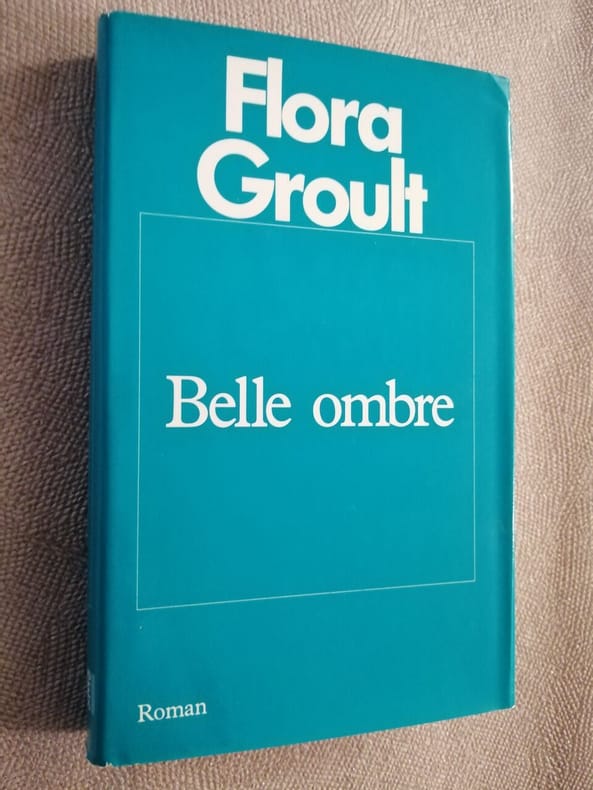 Flora
Groult
Belle ombre
Roman